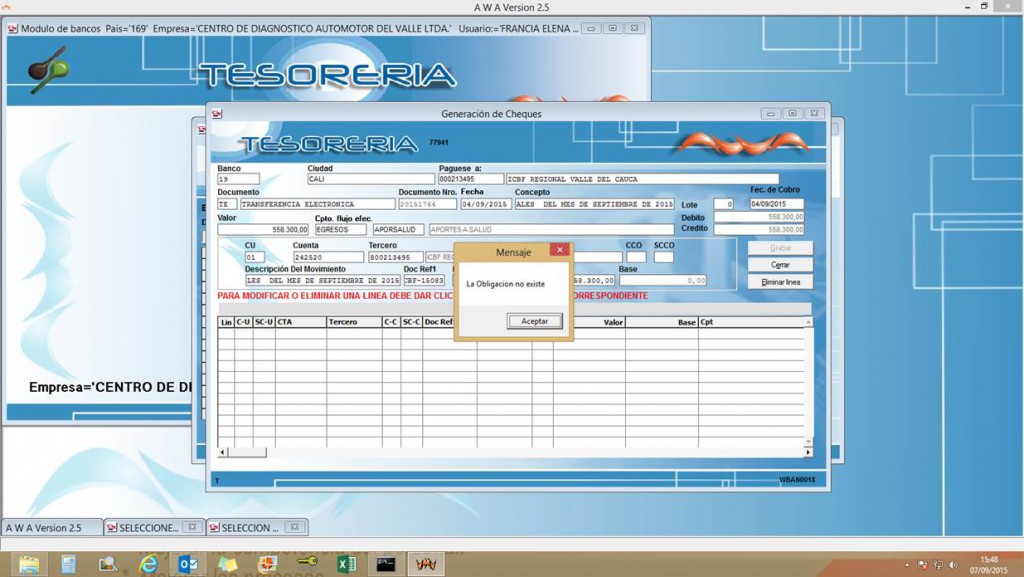 A W A Version 2.5
Modulo de bancos Pais='169' Empresa='CENTRO DE DIAGNOSTICO AUTOMOTOR DEL VALLE LTDA.' Usuario:='FRANCIA ELENA ...
TESORERIA
Generación de Cheques
TESORERIA
77941
Banco Ciudad Paguese a:
19 CALI 800213495 ICBF REGIONAL VALLE DEL CAUCA
Documento Documento Nro. Fecha Concepto Fec. de Cobro
TE TRANSFERENCIA ELECTRONICA 20151764 04/09/2015 ALES DEL MES DE SEPTIEMBRE DE 2015 Lote 0 04/09/2015
Valor Cpto. flujo efec. Debito 558.300,00
558.300,00 EGRESOS APORSALUD APORTES A SALUD Credito 558.300,00
CU Cuenta Tercero CCO SCCO
01 242520 800213495 ICBF REG
Descripción Del Movimiento Doc Ref1 Base
LES DEL MES DE SEPTIEMBRE DE 2015 CBF-15083 58.300,00 0,00
Grabar
Cerrar
Eliminar linea
Mensaje
La Obligacion no existe
Aceptar
PARA MODIFICAR O ELIMINAR UNA LINEA DEBE DAR CLIC ORRESPONDIENTE
Lin C-U SC-U CTA Tercero C-C SC-C Doc Ref Valor Base Cpt
Empresa='CENTRO DE DI
T WBAN0018
A W A Version 2.5 SELECCIONE... SELECCION ...
15:48
07/09/2015